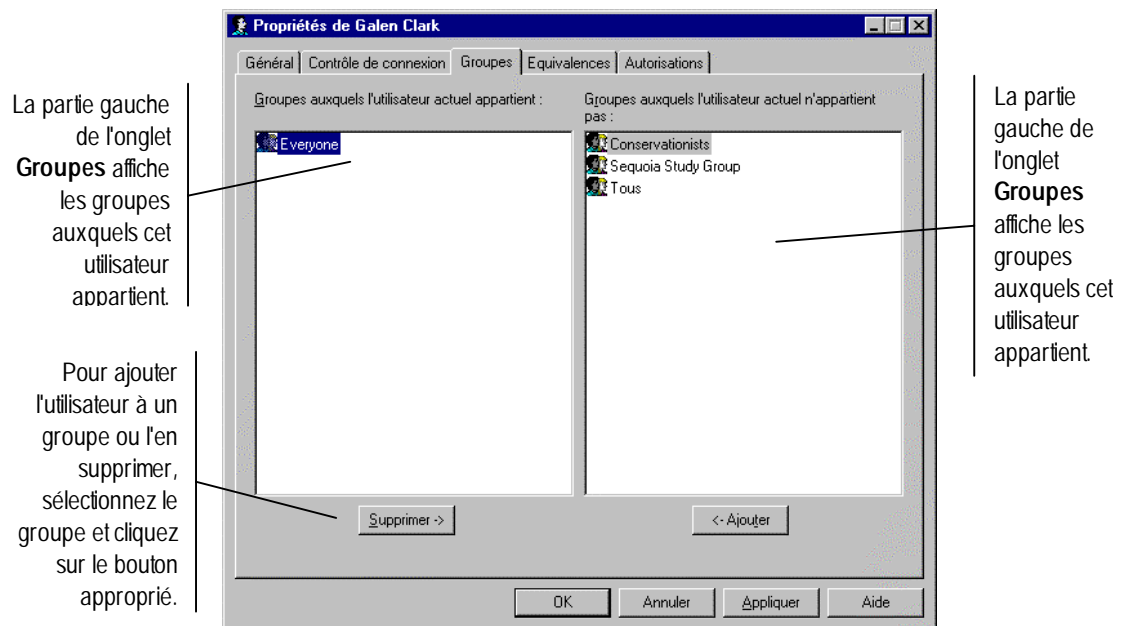 Propriétés de Galen Clark
Général Contrôle de connexion Groupes Equivalences Autorisations
La partie gauche
de l'onglet
Groupes affiche
les groupes
auxquels cet
utilisateur
appartient.
Pour ajouter
l'utilisateur à un
groupe ou l'en
supprimer,
sélectionnez le
groupe et cliquez
sur le bouton
approprié.
Groupes auxquels l'utilisateur actuel appartient :
Everyone
Supprimer ->
Groupes auxquels l'utilisateur actuel n'appartient
pas :
Conservationists
Sequoia Study Group
Tous
<- Ajouter
OK Annuler Appliquer Aide
La partie
gauche de
l'onglet
Groupes
affiche les
groupes
auxquels cet
utilisateur
appartient.